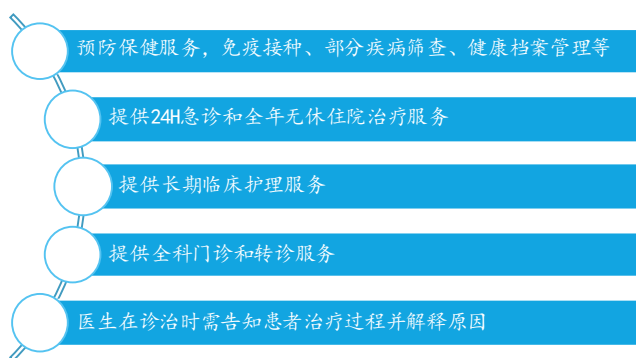 预防保健服务，免疫接种、部分疾病筛查、健康档案管理等
提供24H急诊和全年无休住院治疗服务
提供长期临床护理服务
提供全科门诊和转诊服务
医生在诊治时需告知患者治疗过程并解释原因